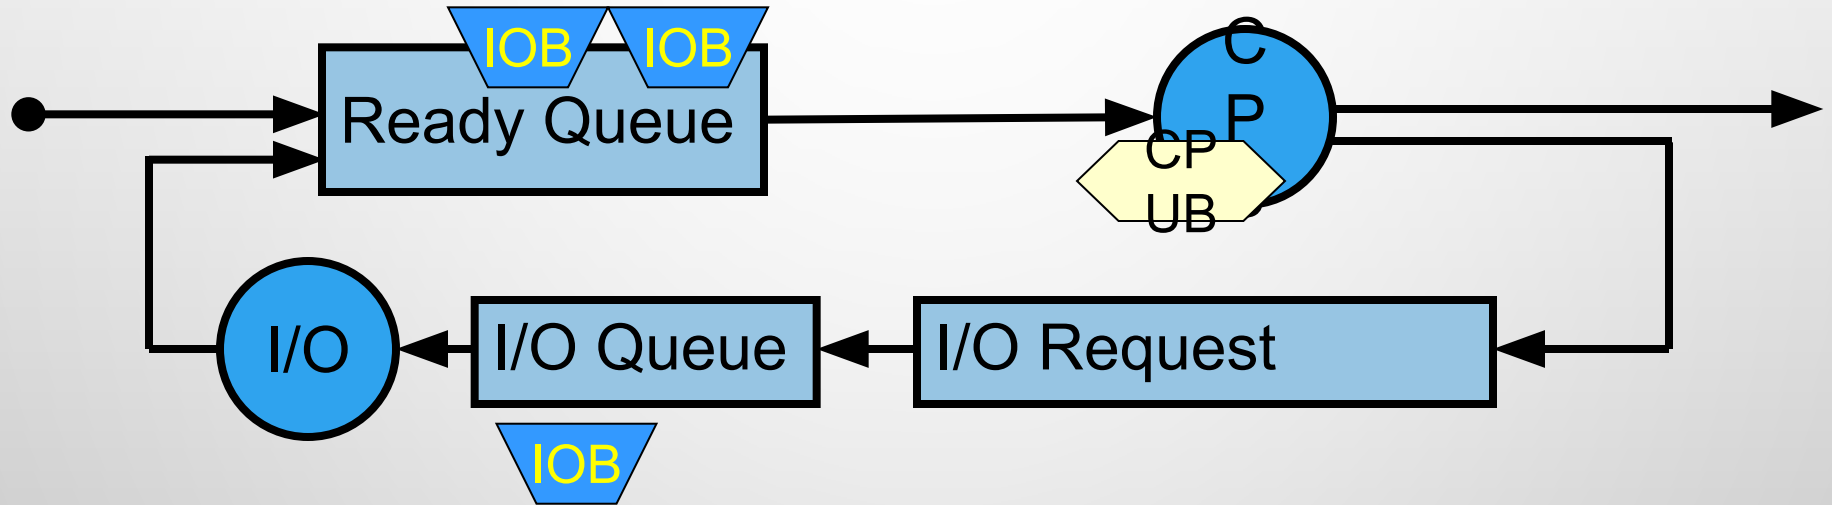 IOB IOB
Ready Queue
C
P
CP
UB
I/O
I/O Queue
I/O Request
IOB